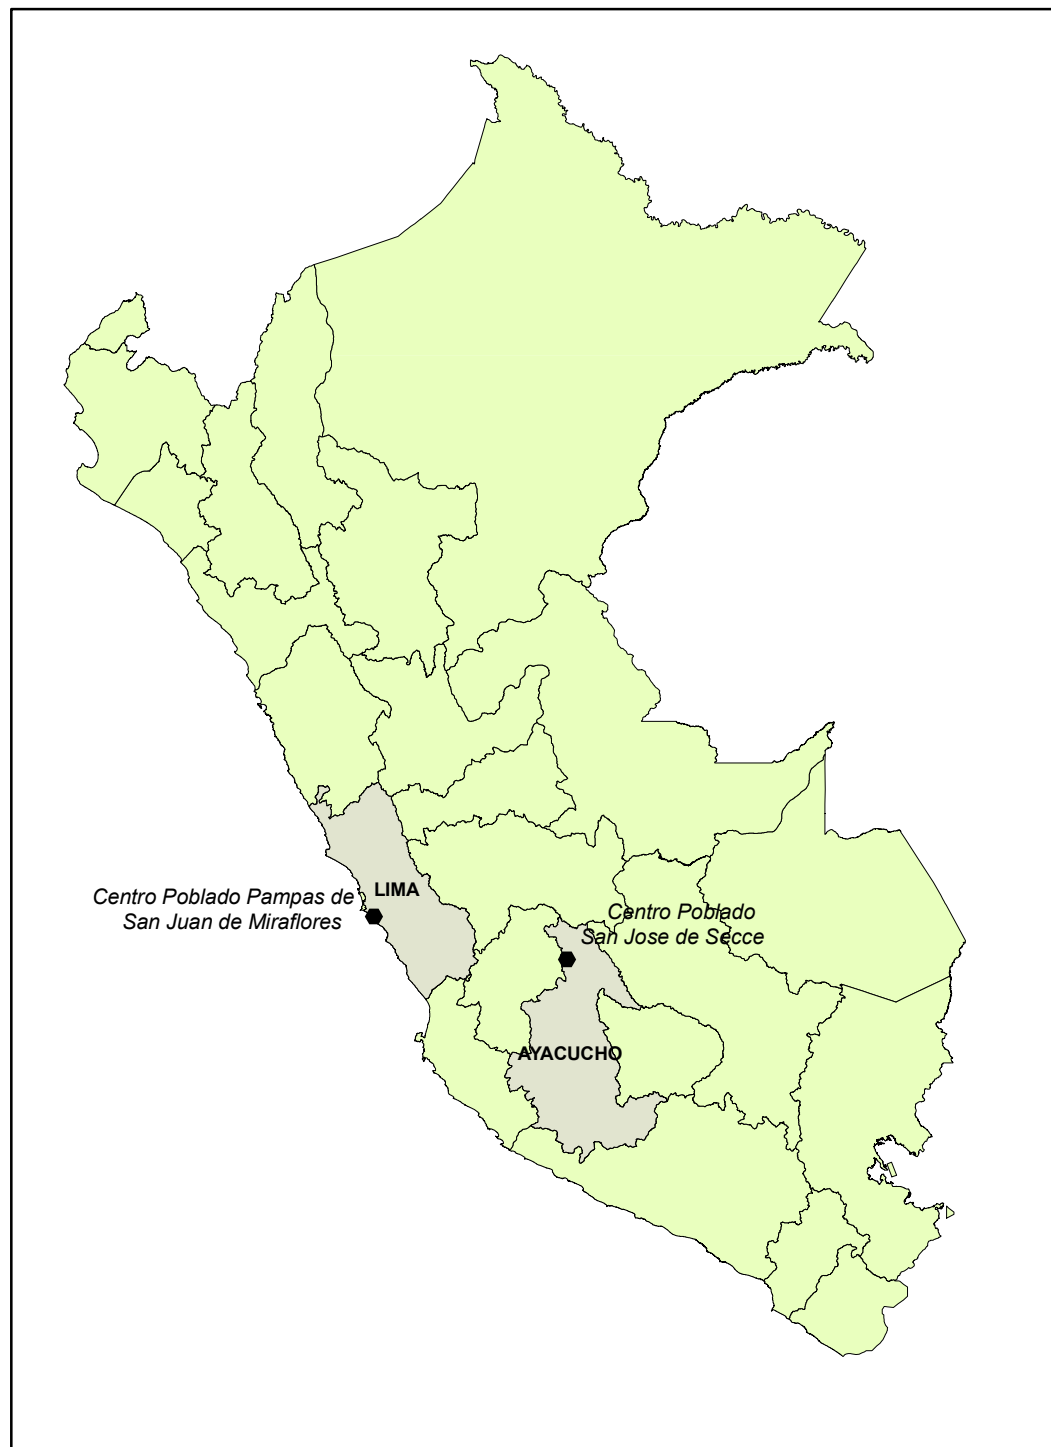 LIMA
Centro Poblado Pampas de
San Juan de Miraflores
Centro Poblado
San Jose de Secce
AYACUCHO